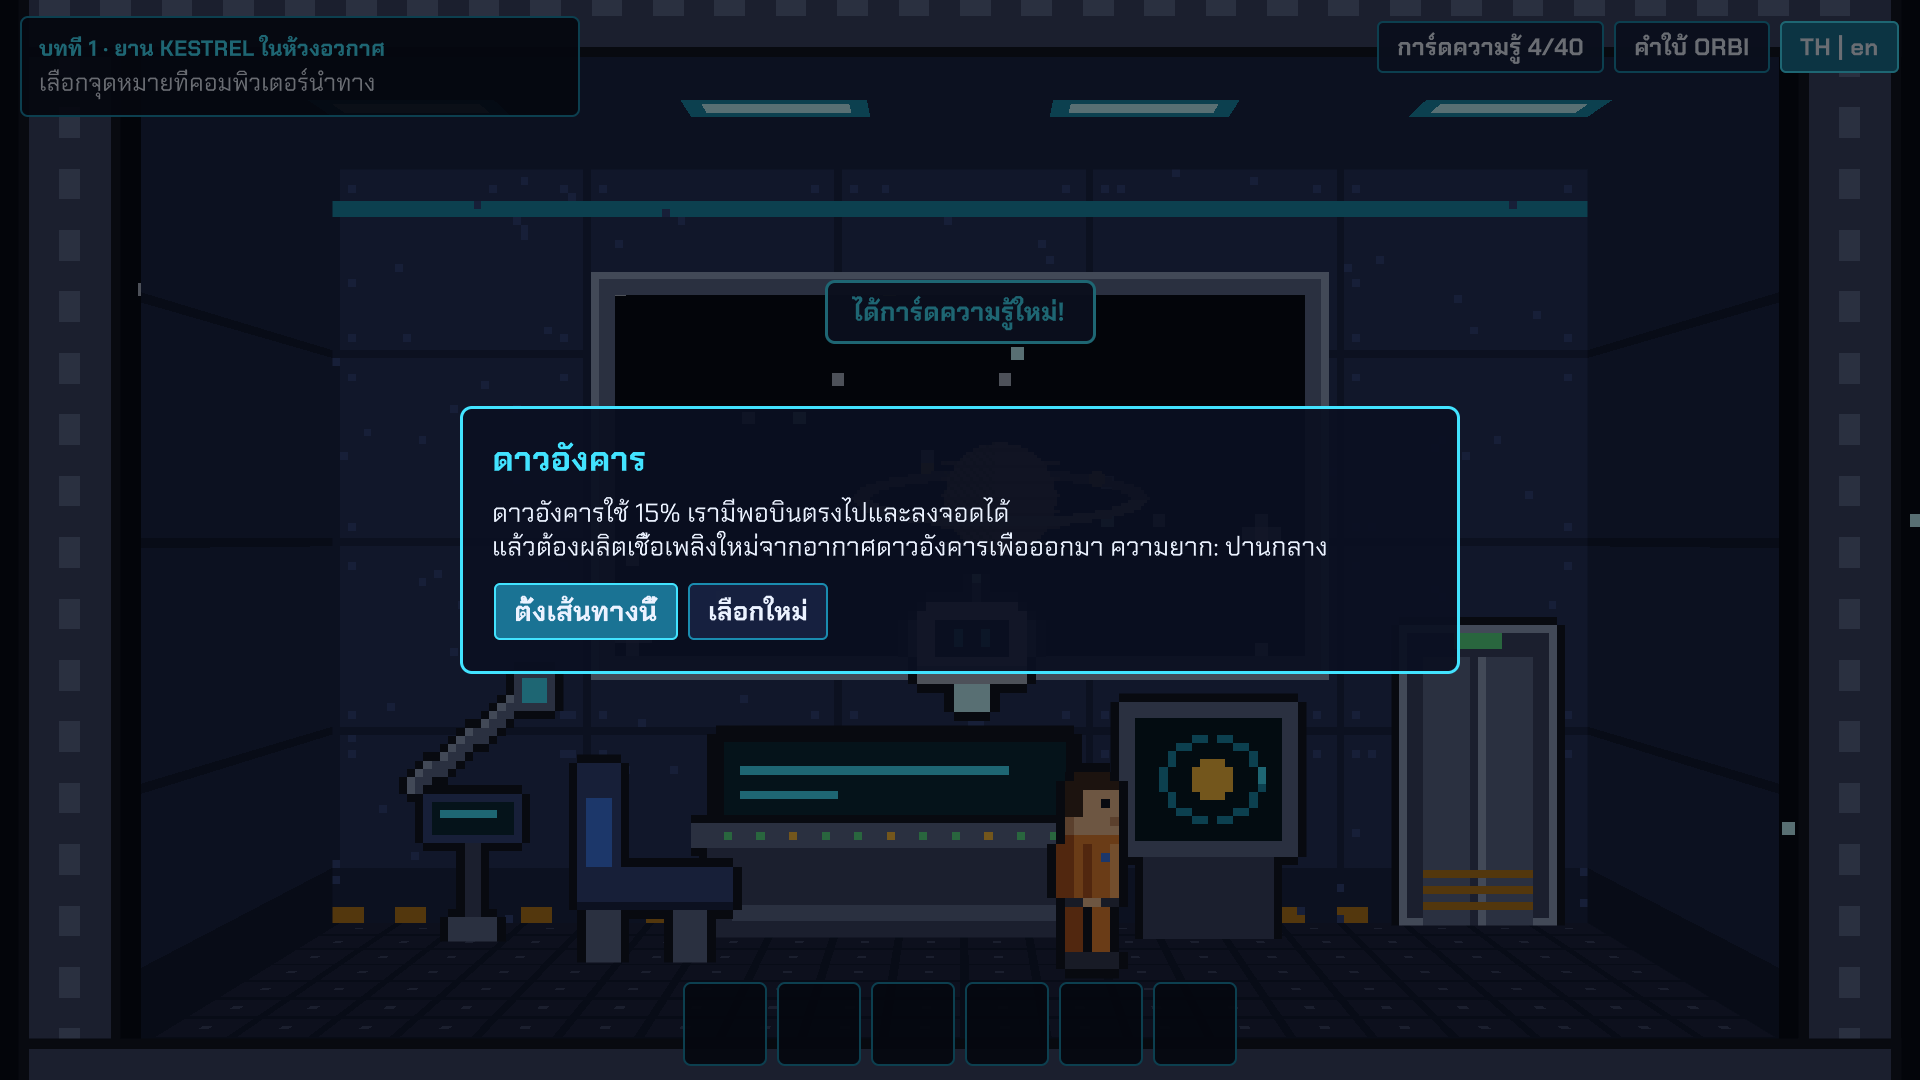 บทที่ 1 · ยาน KESTREL ในห้วงอวกาศ
เลือกจุดหมายที่คอมพิวเตอร์นำทาง
การ์ดความรู้ 4/40
คำใบ้ ORBI
TH | en
ได้การ์ดความรู้ใหม่!
ดาวอังคาร
ดาวอังคารใช้ 15% เรามีพอบินตรงไปและลงจอดได้
แล้วต้องผลิตเชื้อเพลิงใหม่จากอากาศดาวอังคารเพื่อออกมา ความยาก: ปานกลาง
ตั้งเส้นทางนี้
เลือกใหม่